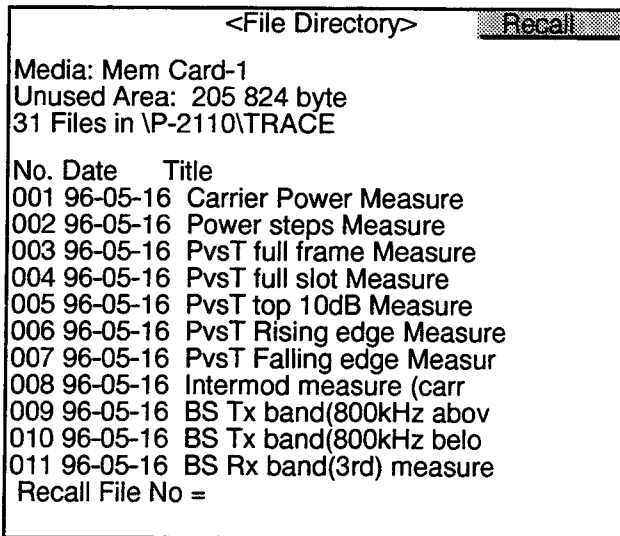 <File Directory> Recall
Media: Mem Card-1
Unused Area: 205 824 byte
31 Files in \P-2110\TRACE
No. Date Title
001 96-05-16 Carrier Power Measure
002 96-05-16 Power steps Measure
003 96-05-16 PvsT full frame Measure
004 96-05-16 PvsT full slot Measure
005 96-05-16 PvsT top 10dB Measure
006 96-05-16 PvsT Rising edge Measure
007 96-05-16 PvsT Falling edge Measur
008 96-05-16 Intermod measure (carr
009 96-05-16 BS Tx band(800kHz abov
010 96-05-16 BS Tx band(800kHz belo
011 96-05-16 BS Rx band(3rd) measure
Recall File No =